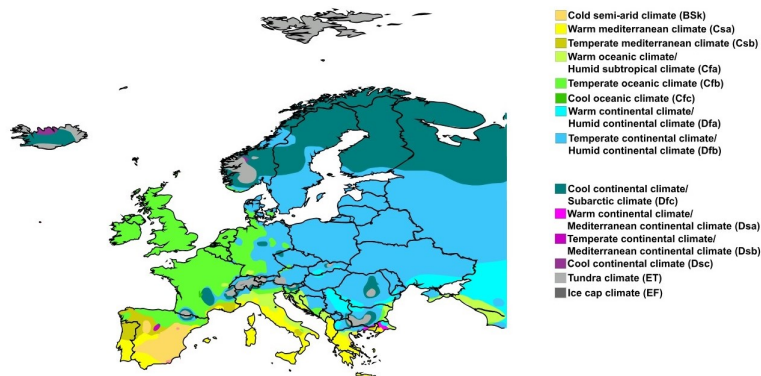 Cold semi-arid climate (BSk)
Warm mediterranean climate (Csa)
Temperate mediterranean climate (Csb)
Warm oceanic climate/
Humid subtropical climate (Cfa)
Temperate oceanic climate (Cfb)
Cool oceanic climate (Cfc)
Warm continental climate/
Humid continental climate (Dfa)
Temperate continental climate/
Humid continental climate (Dfb)
Cool continental climate/
Subarctic climate (Dfc)
Warm continental climate/
Mediterranean continental climate (Dsa)
Temperate continental climate/
Mediterranean continental climate (Dsb)
Cool continental climate (Dsc)
Tundra climate (ET)
Ice cap climate (EF)